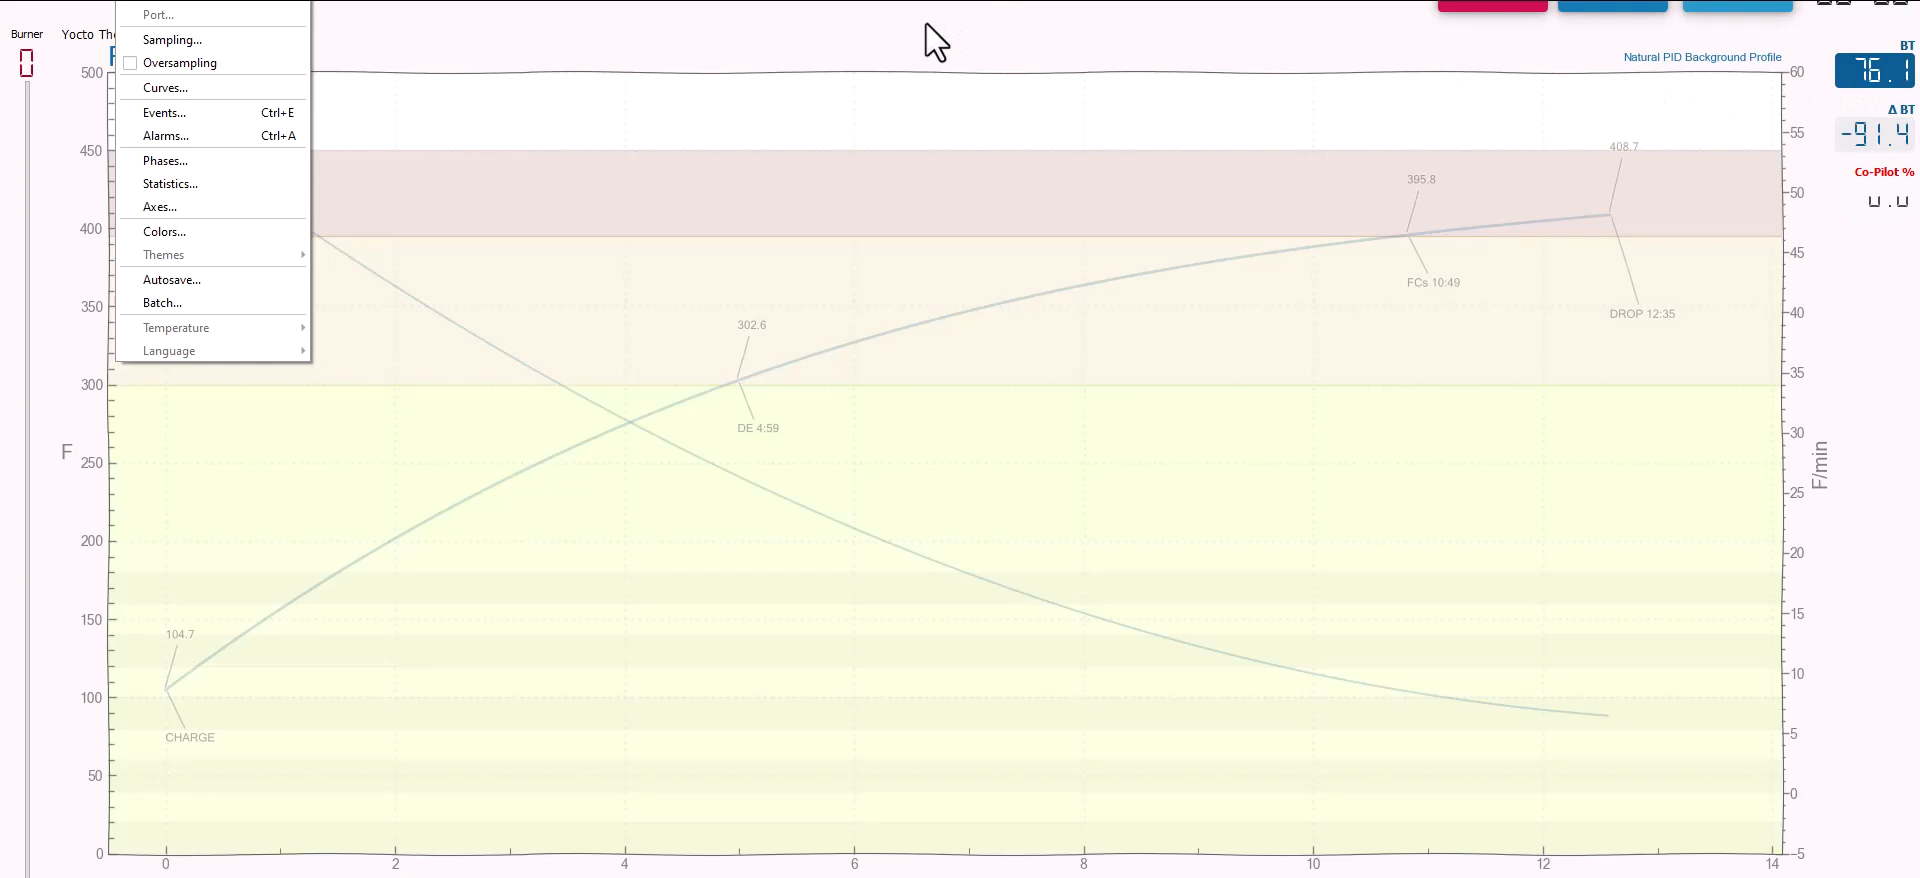 Port...
Burner
Yocto The
Sampling...
0
Oversampling
Natural PID Background Profile
BT
76.1
Curves...
Events... Ctrl+E
Alarms... Ctrl+A
Δ BT
-91.4
Phases...
Statistics...
Axes...
Co-Pilot %
Colors...
Themes
Autosave...
Batch...
Temperature
Language
500
450
400
350
300
250
200
150
100
50
0
F
60
55
50
45
40
35
30
25
20
15
10
5
0
-5
F/min
408.7
395.8
FCs 10:49
DROP 12:35
302.6
DE 4:59
104.7
CHARGE
0 2 4 6 8 10 12 14